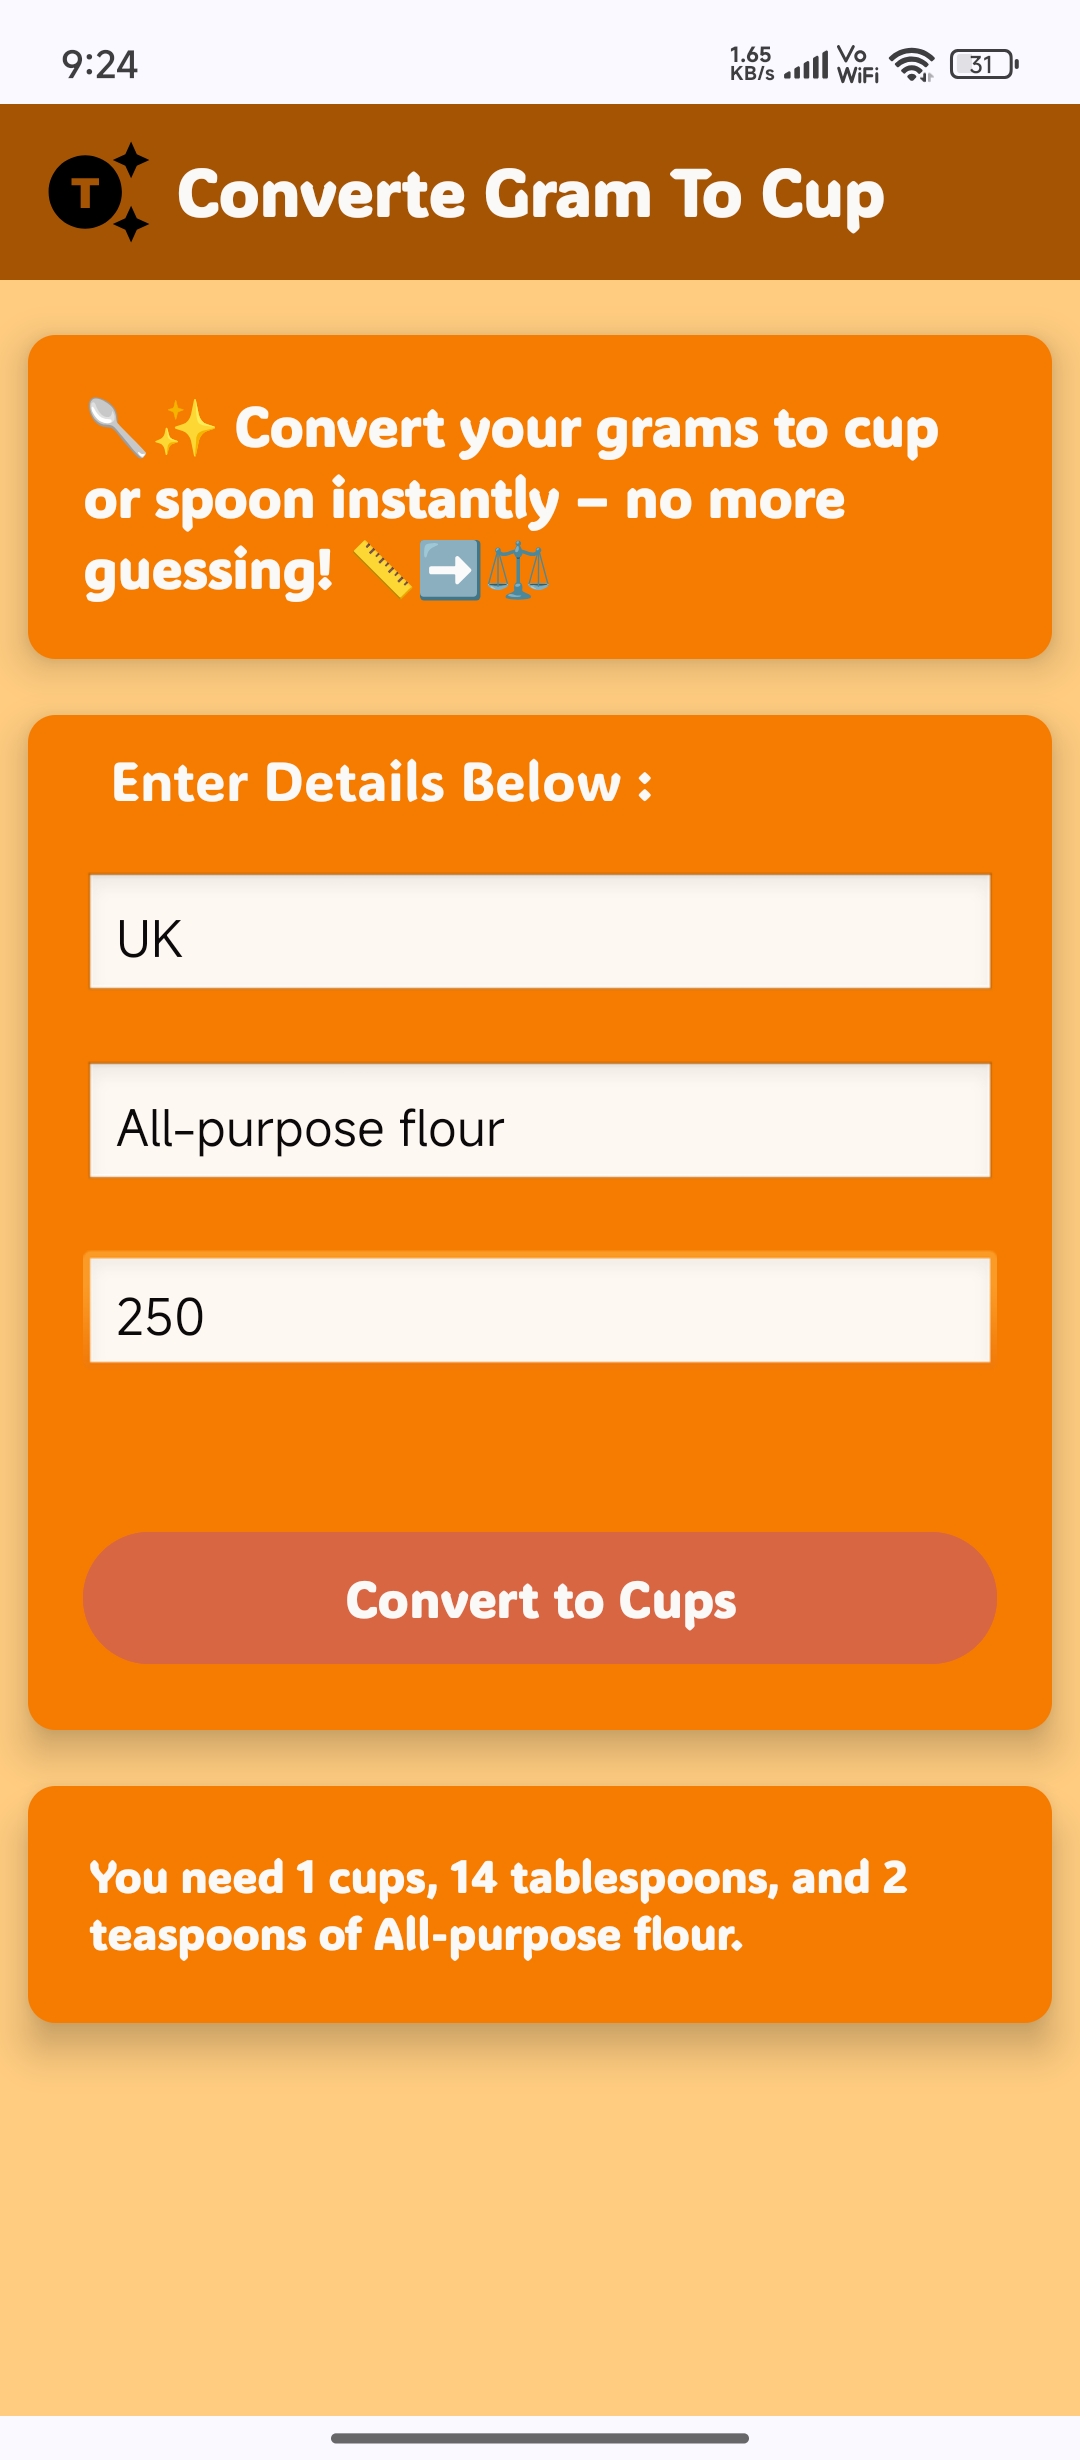 9:24
1.65
KB/s
Vo
WiFi
31
T
Converte Gram To Cup
🥄✨ Convert your grams to cup
or spoon instantly – no more
guessing! 📏➡️⚖️
Enter Details Below :
UK
All-purpose flour
250
Convert to Cups
You need 1 cups, 14 tablespoons, and 2
teaspoons of All-purpose flour.